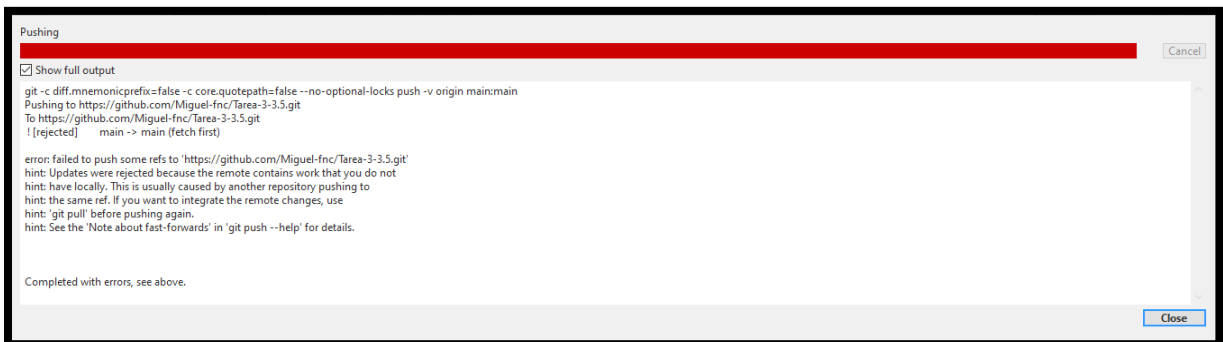 Pushing
Cancel
Show full output
git -c diff.mnemonicprefix=false -c core.quotepath=false --no-optional-locks push -v origin main:main
Pushing to https://github.com/Miguel-fnc/Tarea-3-3.5.git
To https://github.com/Miguel-fnc/Tarea-3-3.5.git
! [rejected] main -> main (fetch first)
error: failed to push some refs to 'https://github.com/Miguel-fnc/Tarea-3-3.5.git'
hint: Updates were rejected because the remote contains work that you do not
hint: have locally. This is usually caused by another repository pushing to
hint: the same ref. If you want to integrate the remote changes, use
hint: 'git pull' before pushing again.
hint: See the 'Note about fast-forwards' in 'git push --help' for details.
Completed with errors, see above.
Close